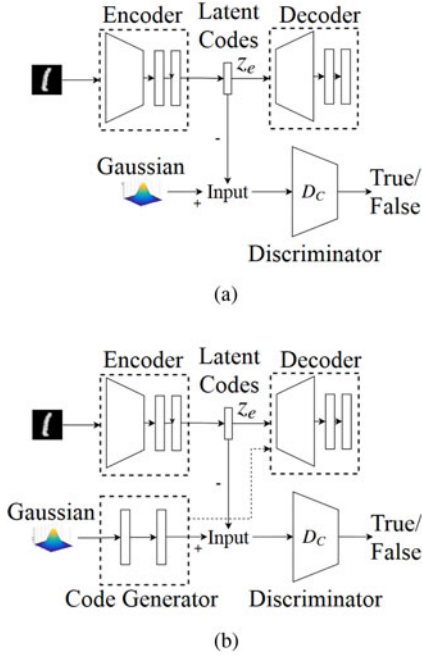 Encoder
Latent
Codes
Decoder
z_e
-
Gaussian
+
Input
D_C
True/
False
Discriminator
(a)
Encoder
Latent
Codes
Decoder
z_e
-
Gaussian
+
Input
D_C
True/
False
Code Generator
Discriminator
(b)